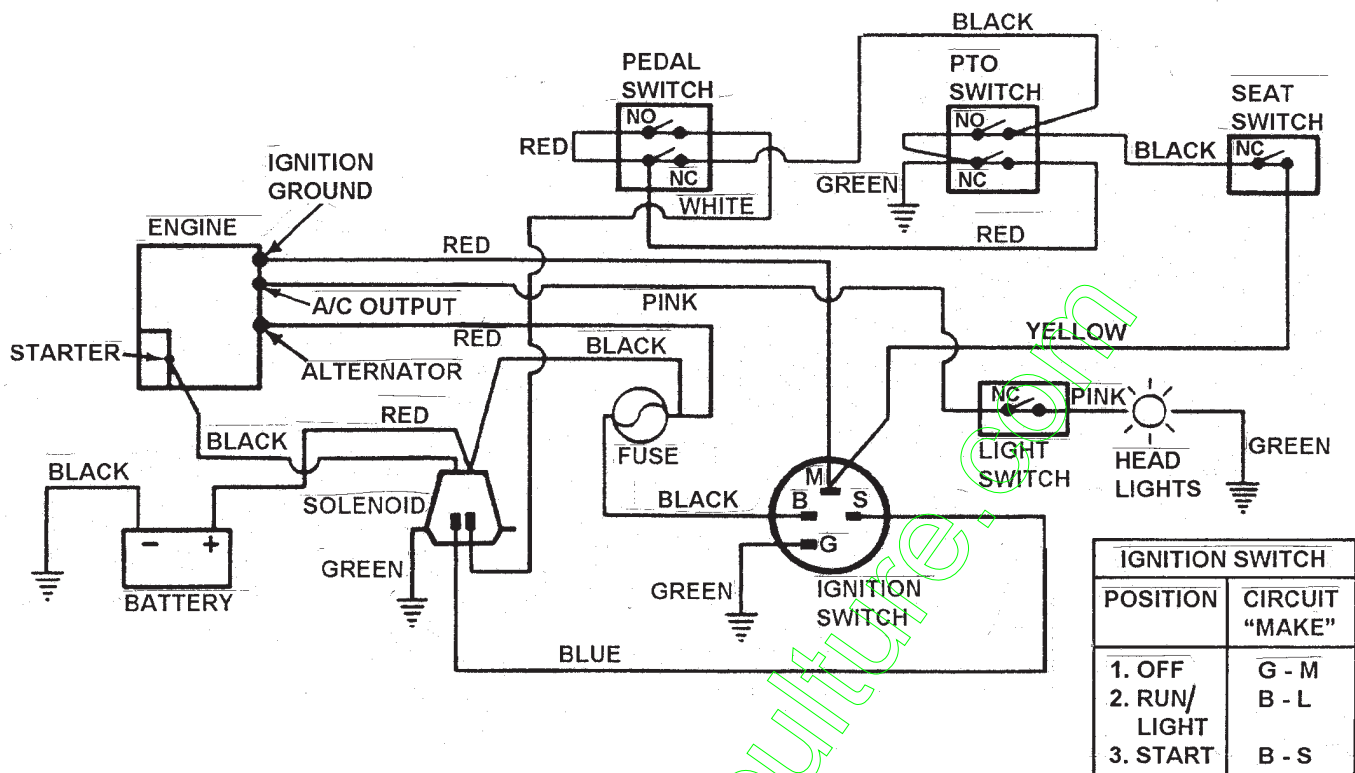 BLACK
PEDAL
SWITCH
NO
NC
RED
WHITE
PTO
SWITCH
NO
NC
GREEN
RED
BLACK
SEAT
SWITCH
NC
IGNITION
GROUND
ENGINE
RED
A/C OUTPUT
PINK
RED
STARTER
ALTERNATOR
BLACK
YELLOW
RED
BLACK
BLACK
FUSE
NC
PINK
LIGHT
SWITCH
HEAD
LIGHTS
GREEN
SOLENOID
BLACK
M
B
S
G
GREEN
- +
BATTERY
GREEN
IGNITION
SWITCH
BLUE
IGNITION SWITCH
POSITION CIRCUIT
"MAKE"
1. OFF G - M
2. RUN/ B - L
LIGHT
3. START B - S
ulture.com